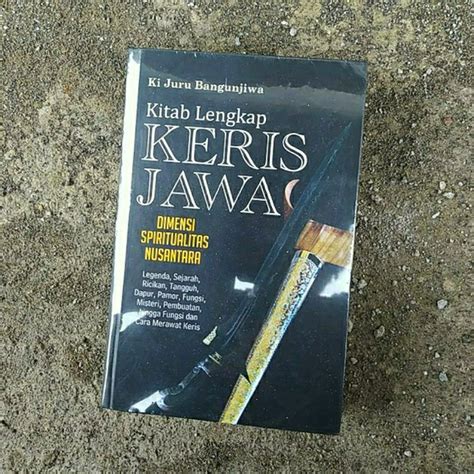 Ki Juru Bangunjiwa
Kitab Lengkap
KERIS
JAWA
DIMENSI
SPIRITUALITAS
NUSANTARA
Legenda, Sejarah,
Ricikan, Tangguh,
Dapur, Pamor, Fungsi,
Misteri, Pembuatan,
hingga Fungsi dan
Cara Merawat Keris